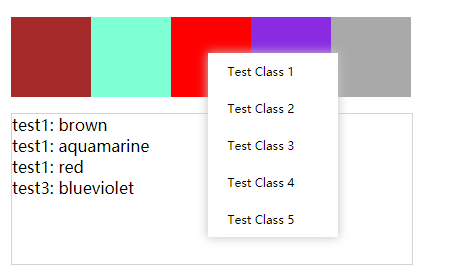 Test Class 1
Test Class 2
Test Class 3
Test Class 4
Test Class 5
test1: brown
test1: aquamarine
test1: red
test3: blueviolet